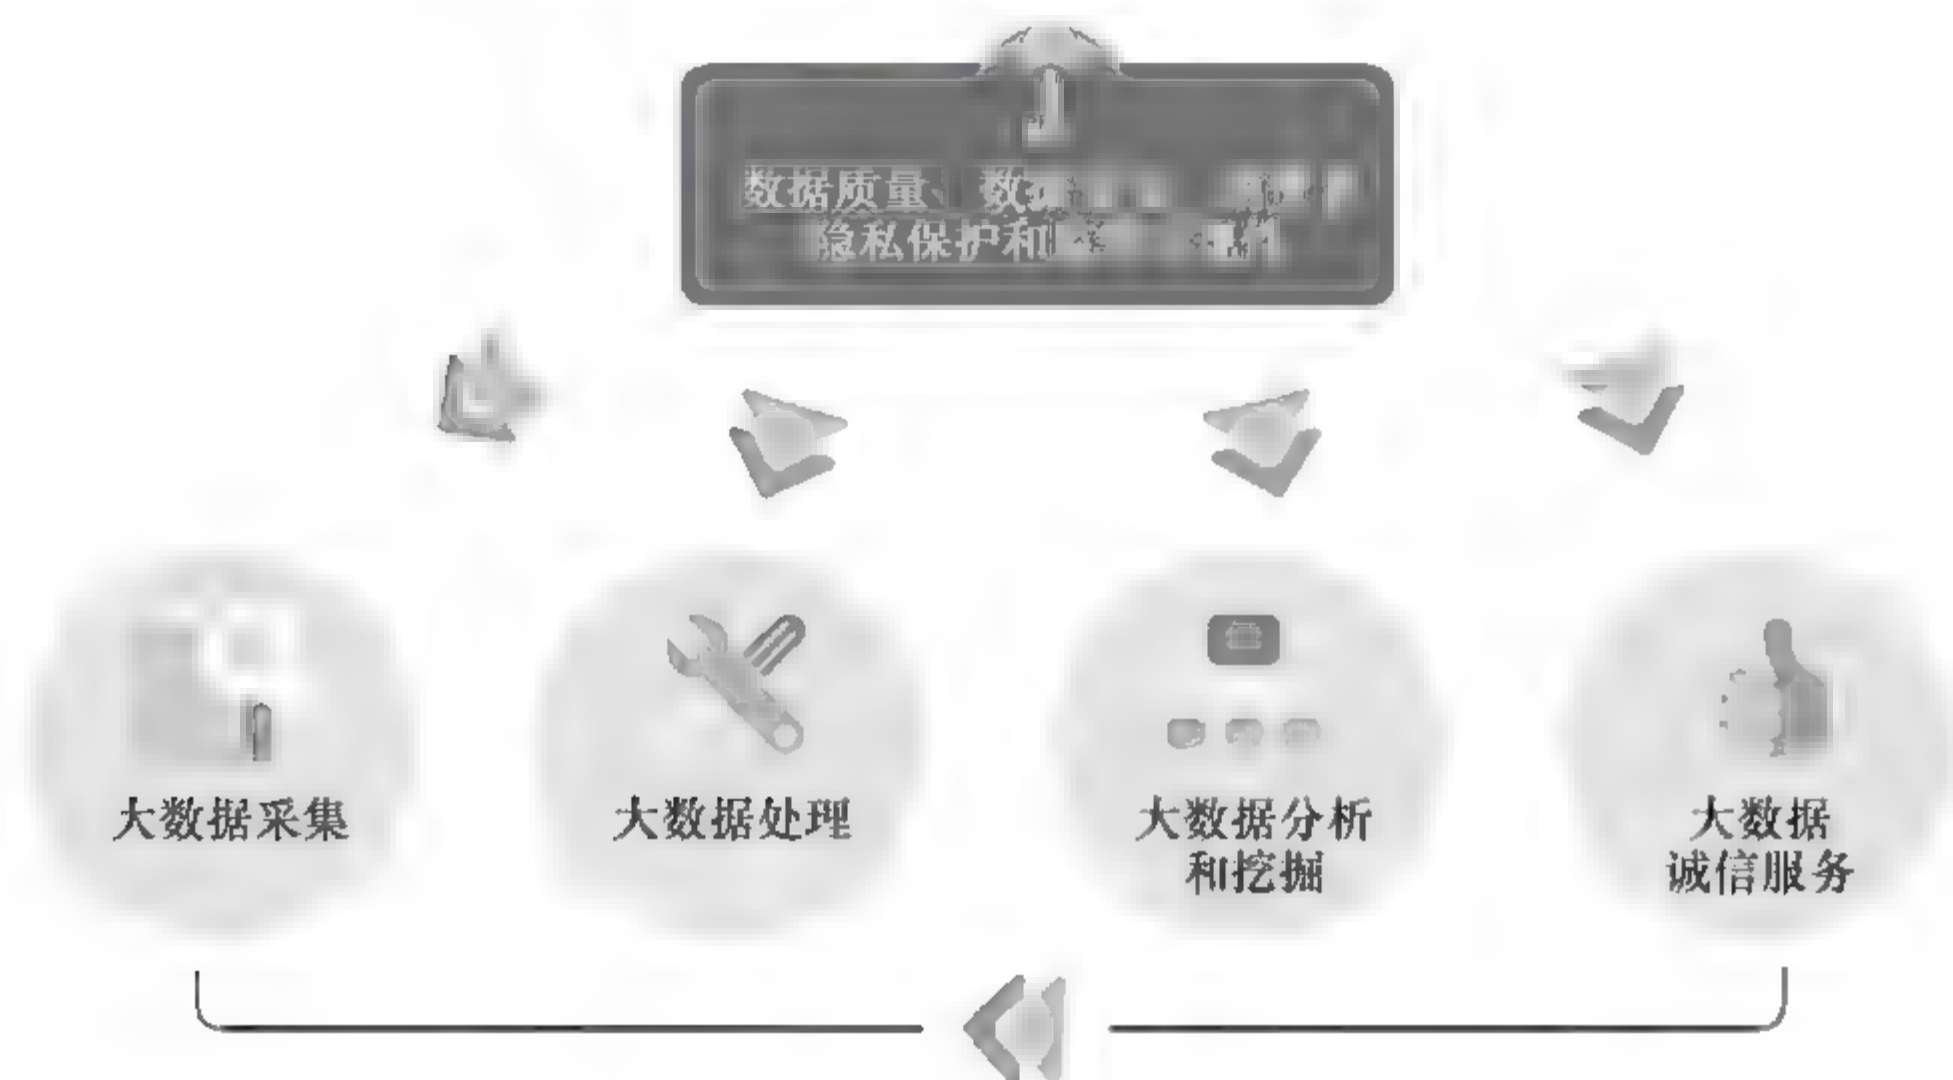 数据质量、数据
隐私保护和
大数据采集
大数据处理
大数据分析
和挖掘
大数据
诚信服务